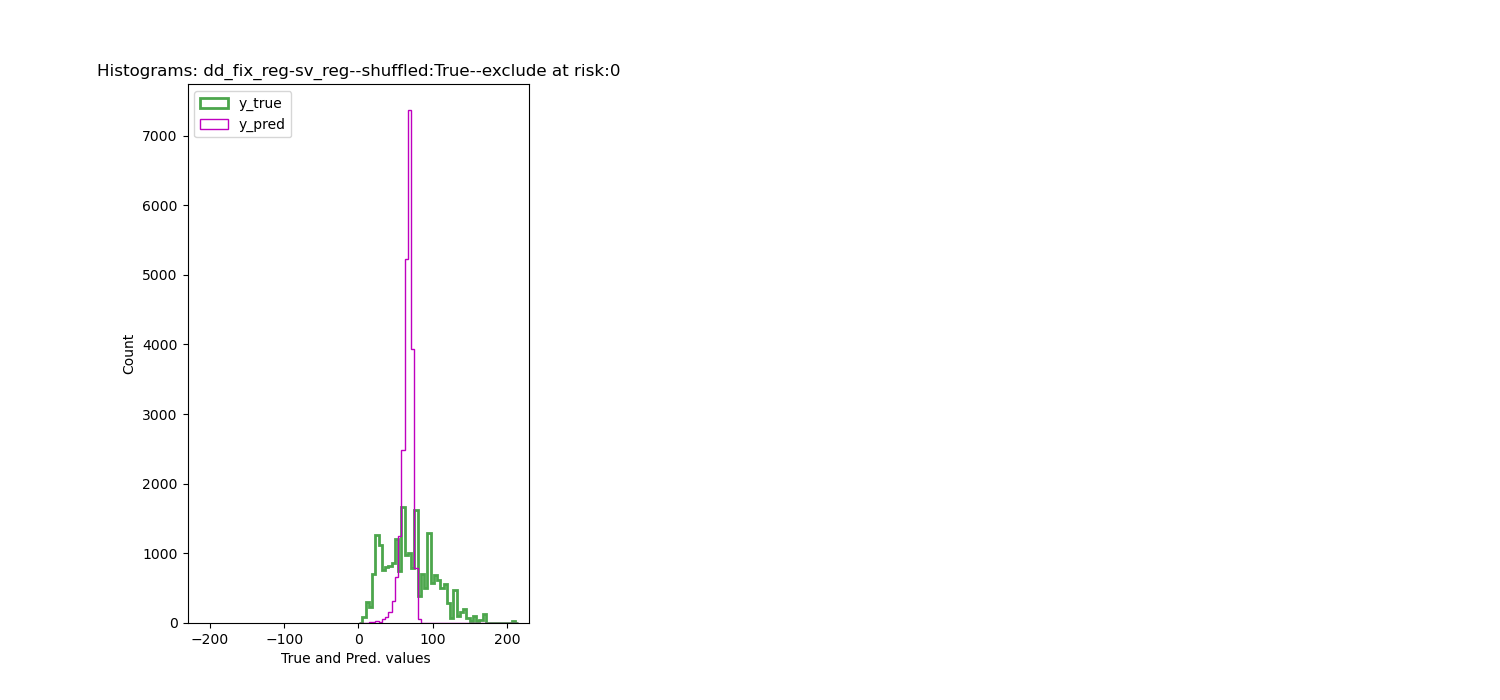 Histograms: dd_fix_reg-sv_reg--shuffled:True--exclude at risk:0
y_true
y_pred
7000
6000
5000
4000
3000
2000
1000
0
Count
−200 −100 0 100 200
True and Pred. values